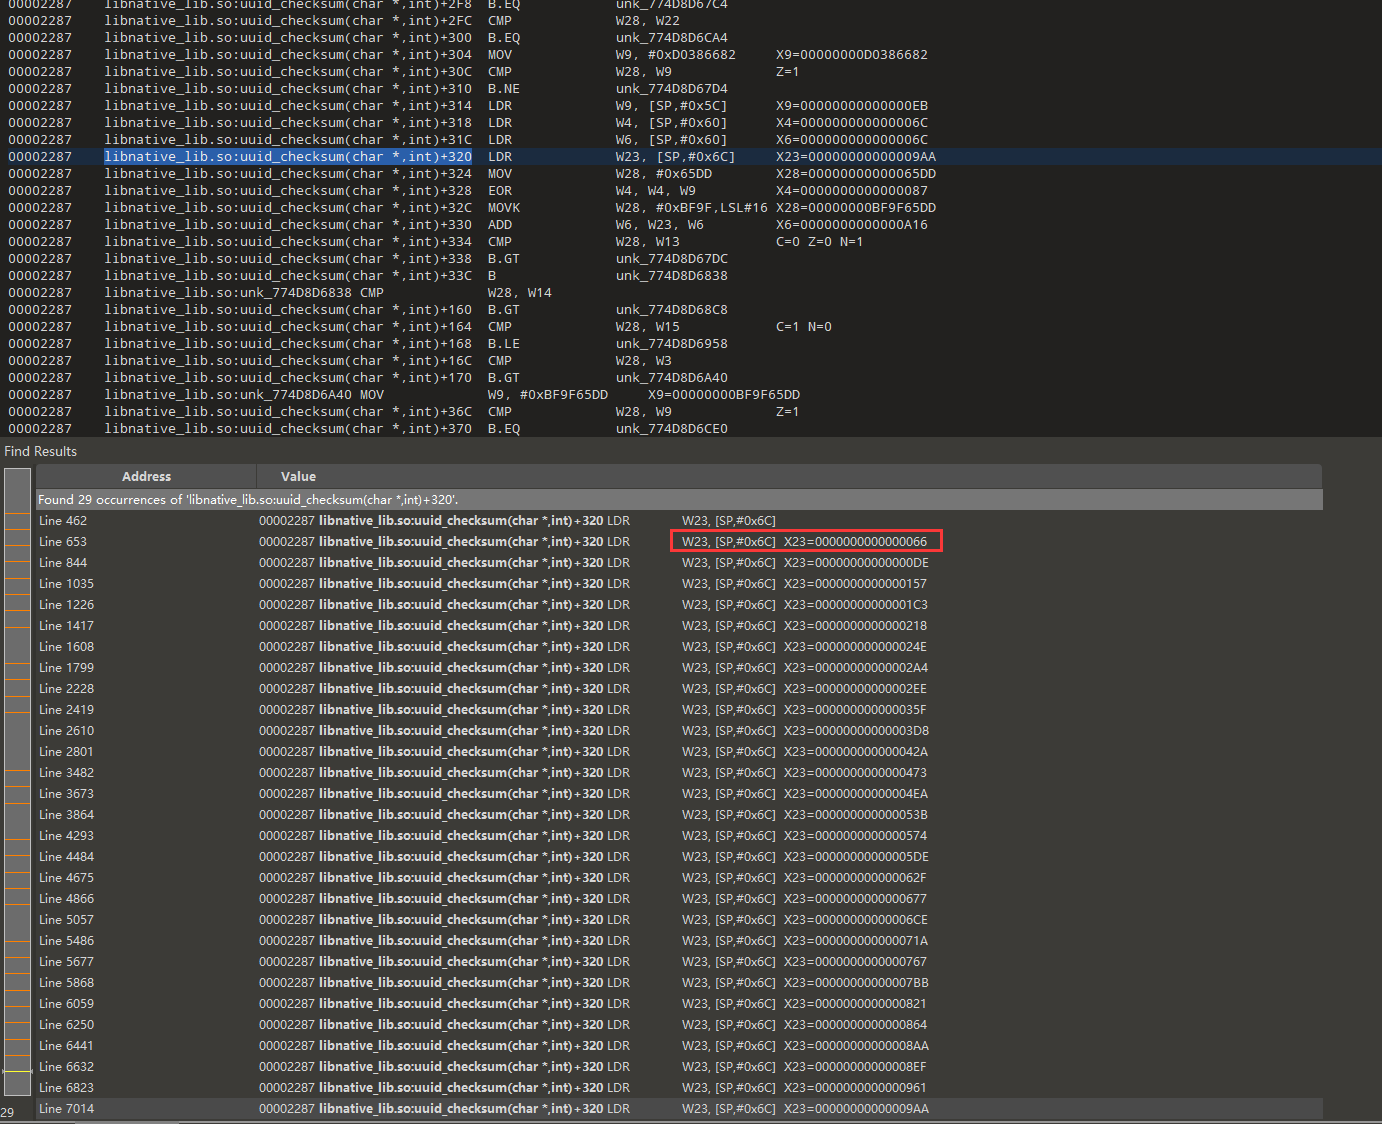 00002287 libnative_lib.so:uuid_checksum(char *,int)+2F8 B.EQ unk_774D8D67C4
00002287 libnative_lib.so:uuid_checksum(char *,int)+2FC CMP W28, W22
00002287 libnative_lib.so:uuid_checksum(char *,int)+300 B.EQ unk_774D8D6CA4
00002287 libnative_lib.so:uuid_checksum(char *,int)+304 MOV W9, #0xD0386682 X9=00000000D0386682
00002287 libnative_lib.so:uuid_checksum(char *,int)+30C CMP W28, W9 Z=1
00002287 libnative_lib.so:uuid_checksum(char *,int)+310 B.NE unk_774D8D67D4
00002287 libnative_lib.so:uuid_checksum(char *,int)+314 LDR W9, [SP,#0x5C] X9=00000000000000EB
00002287 libnative_lib.so:uuid_checksum(char *,int)+318 LDR W4, [SP,#0x60] X4=000000000000006C
00002287 libnative_lib.so:uuid_checksum(char *,int)+31C LDR W6, [SP,#0x60] X6=000000000000006C
00002287 libnative_lib.so:uuid_checksum(char *,int)+320 LDR W23, [SP,#0x6C] X23=00000000000009AA
00002287 libnative_lib.so:uuid_checksum(char *,int)+324 MOV W28, #0x65DD X28=00000000000065DD
00002287 libnative_lib.so:uuid_checksum(char *,int)+328 EOR W4, W4, W9 X4=0000000000000087
00002287 libnative_lib.so:uuid_checksum(char *,int)+32C MOVK W28, #0xBF9F,LSL#16 X28=00000000BF9F65DD
00002287 libnative_lib.so:uuid_checksum(char *,int)+330 ADD W6, W23, W6 X6=0000000000000A16
00002287 libnative_lib.so:uuid_checksum(char *,int)+334 CMP W28, W13 C=0 Z=0 N=1
00002287 libnative_lib.so:uuid_checksum(char *,int)+338 B.GT unk_774D8D67DC
00002287 libnative_lib.so:uuid_checksum(char *,int)+33C B unk_774D8D6838
00002287 libnative_lib.so:unk_774D8D6838 CMP W28, W14
00002287 libnative_lib.so:uuid_checksum(char *,int)+160 B.GT unk_774D8D68C8
00002287 libnative_lib.so:uuid_checksum(char *,int)+164 CMP W28, W15 C=1 N=0
00002287 libnative_lib.so:uuid_checksum(char *,int)+168 B.LE unk_774D8D6958
00002287 libnative_lib.so:uuid_checksum(char *,int)+16C CMP W28, W3
00002287 libnative_lib.so:uuid_checksum(char *,int)+170 B.GT unk_774D8D6A40
00002287 libnative_lib.so:unk_774D8D6A40 MOV W9, #0xBF9F65DD X9=00000000BF9F65DD
00002287 libnative_lib.so:uuid_checksum(char *,int)+36C CMP W28, W9 Z=1
00002287 libnative_lib.so:uuid_checksum(char *,int)+370 B.EQ unk_774D8D6CE0
Find Results
Address Value
Found 29 occurrences of 'libnative_lib.so:uuid_checksum(char *,int)+320'.
Line 462 00002287 libnative_lib.so:uuid_checksum(char *,int)+320 LDR W23, [SP,#0x6C]
Line 653 00002287 libnative_lib.so:uuid_checksum(char *,int)+320 LDR W23, [SP,#0x6C] X23=0000000000000066
Line 844 00002287 libnative_lib.so:uuid_checksum(char *,int)+320 LDR W23, [SP,#0x6C] X23=00000000000000DE
Line 1035 00002287 libnative_lib.so:uuid_checksum(char *,int)+320 LDR W23, [SP,#0x6C] X23=0000000000000157
Line 1226 00002287 libnative_lib.so:uuid_checksum(char *,int)+320 LDR W23, [SP,#0x6C] X23=00000000000001C3
Line 1417 00002287 libnative_lib.so:uuid_checksum(char *,int)+320 LDR W23, [SP,#0x6C] X23=0000000000000218
Line 1608 00002287 libnative_lib.so:uuid_checksum(char *,int)+320 LDR W23, [SP,#0x6C] X23=000000000000024E
Line 1799 00002287 libnative_lib.so:uuid_checksum(char *,int)+320 LDR W23, [SP,#0x6C] X23=00000000000002A4
Line 2228 00002287 libnative_lib.so:uuid_checksum(char *,int)+320 LDR W23, [SP,#0x6C] X23=00000000000002EE
Line 2419 00002287 libnative_lib.so:uuid_checksum(char *,int)+320 LDR W23, [SP,#0x6C] X23=000000000000035F
Line 2610 00002287 libnative_lib.so:uuid_checksum(char *,int)+320 LDR W23, [SP,#0x6C] X23=00000000000003D8
Line 2801 00002287 libnative_lib.so:uuid_checksum(char *,int)+320 LDR W23, [SP,#0x6C] X23=000000000000042A
Line 3482 00002287 libnative_lib.so:uuid_checksum(char *,int)+320 LDR W23, [SP,#0x6C] X23=0000000000000473
Line 3673 00002287 libnative_lib.so:uuid_checksum(char *,int)+320 LDR W23, [SP,#0x6C] X23=00000000000004EA
Line 3864 00002287 libnative_lib.so:uuid_checksum(char *,int)+320 LDR W23, [SP,#0x6C] X23=000000000000053B
Line 4293 00002287 libnative_lib.so:uuid_checksum(char *,int)+320 LDR W23, [SP,#0x6C] X23=0000000000000574
Line 4484 00002287 libnative_lib.so:uuid_checksum(char *,int)+320 LDR W23, [SP,#0x6C] X23=00000000000005DE
Line 4675 00002287 libnative_lib.so:uuid_checksum(char *,int)+320 LDR W23, [SP,#0x6C] X23=000000000000062F
Line 4866 00002287 libnative_lib.so:uuid_checksum(char *,int)+320 LDR W23, [SP,#0x6C] X23=0000000000000677
Line 5057 00002287 libnative_lib.so:uuid_checksum(char *,int)+320 LDR W23, [SP,#0x6C] X23=00000000000006CE
Line 5486 00002287 libnative_lib.so:uuid_checksum(char *,int)+320 LDR W23, [SP,#0x6C] X23=000000000000071A
Line 5677 00002287 libnative_lib.so:uuid_checksum(char *,int)+320 LDR W23, [SP,#0x6C] X23=0000000000000767
Line 5868 00002287 libnative_lib.so:uuid_checksum(char *,int)+320 LDR W23, [SP,#0x6C] X23=00000000000007BB
Line 6059 00002287 libnative_lib.so:uuid_checksum(char *,int)+320 LDR W23, [SP,#0x6C] X23=0000000000000821
Line 6250 00002287 libnative_lib.so:uuid_checksum(char *,int)+320 LDR W23, [SP,#0x6C] X23=0000000000000864
Line 6441 00002287 libnative_lib.so:uuid_checksum(char *,int)+320 LDR W23, [SP,#0x6C] X23=00000000000008AA
Line 6632 00002287 libnative_lib.so:uuid_checksum(char *,int)+320 LDR W23, [SP,#0x6C] X23=00000000000008EF
Line 6823 00002287 libnative_lib.so:uuid_checksum(char *,int)+320 LDR W23, [SP,#0x6C] X23=0000000000000961
Line 7014 00002287 libnative_lib.so:uuid_checksum(char *,int)+320 LDR W23, [SP,#0x6C] X23=00000000000009AA
29